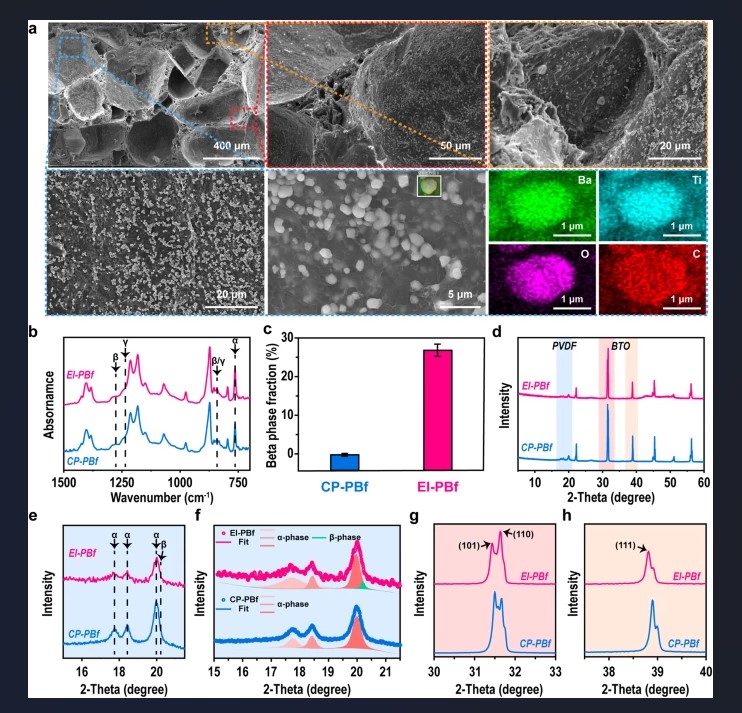 a
400 μm
50 μm
20 μm
20 μm
5 μm
Ba
1 μm
Ti
1 μm
O
1 μm
C
1 μm
b
Absornamce
EI-PBf
CP-PBf
β
γ
β/γ
α
1500 1250 1000 750
Wavenumber (cm⁻¹)
c
Beta phase fraction (%)
30
20
10
0
CP-PBf EI-PBf
d
Intensity
PVDF BTO
EI-PBf
CP-PBf
10 20 30 40 50 60
2-Theta (degree)
e
Intensity
α α α
β
EI-PBf
CP-PBf
16 18 20
2-Theta (degree)
f
Intensity
EI-PBf
Fit
α-phase β-phase
CP-PBf
Fit
α-phase
15 16 17 18 19 20 21
2-Theta (degree)
g
Intensity
(101)
(110)
EI-PBf
CP-PBf
30 31 32 33
2-Theta (degree)
h
Intensity
(111)
EI-PBf
CP-PBf
38 39 40
2-Theta (degree)